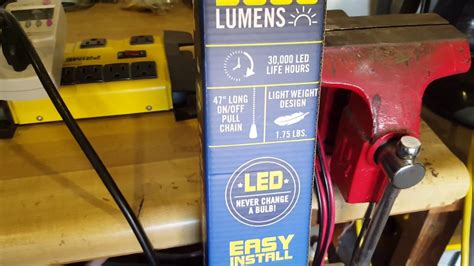 LUMENS
30,000 LED
LIFE HOURS
47" LONG
ON/OFF
PULL
CHAIN
LIGHT WEIGHT
DESIGN
1.75 LBS.
LED
NEVER CHANGE
A BULB!
EASY
INSTALL
PRIME